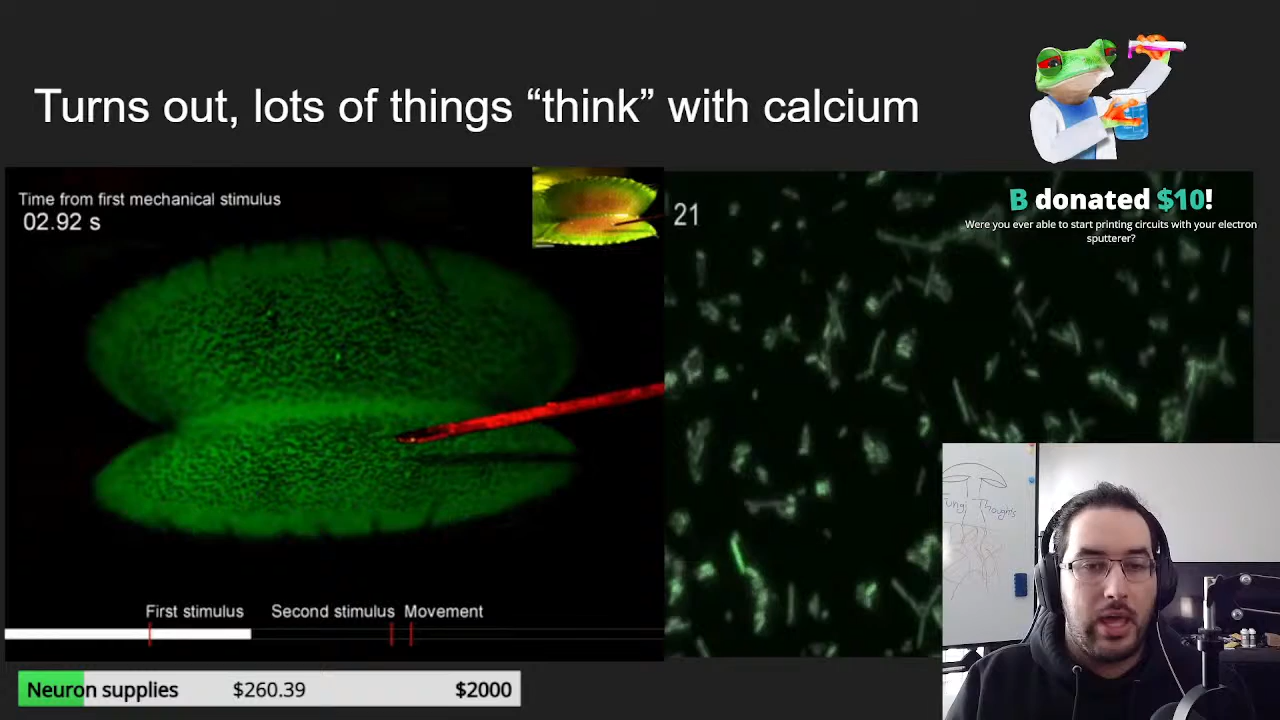 Turns out, lots of things “think” with calcium
Time from first mechanical stimulus
02.92 s
21
B donated $10!
Were you ever able to start printing circuits with your electron
sputterer?
Fungi Thoughts
First stimulus Second stimulus Movement
Neuron supplies $260.39 $2000